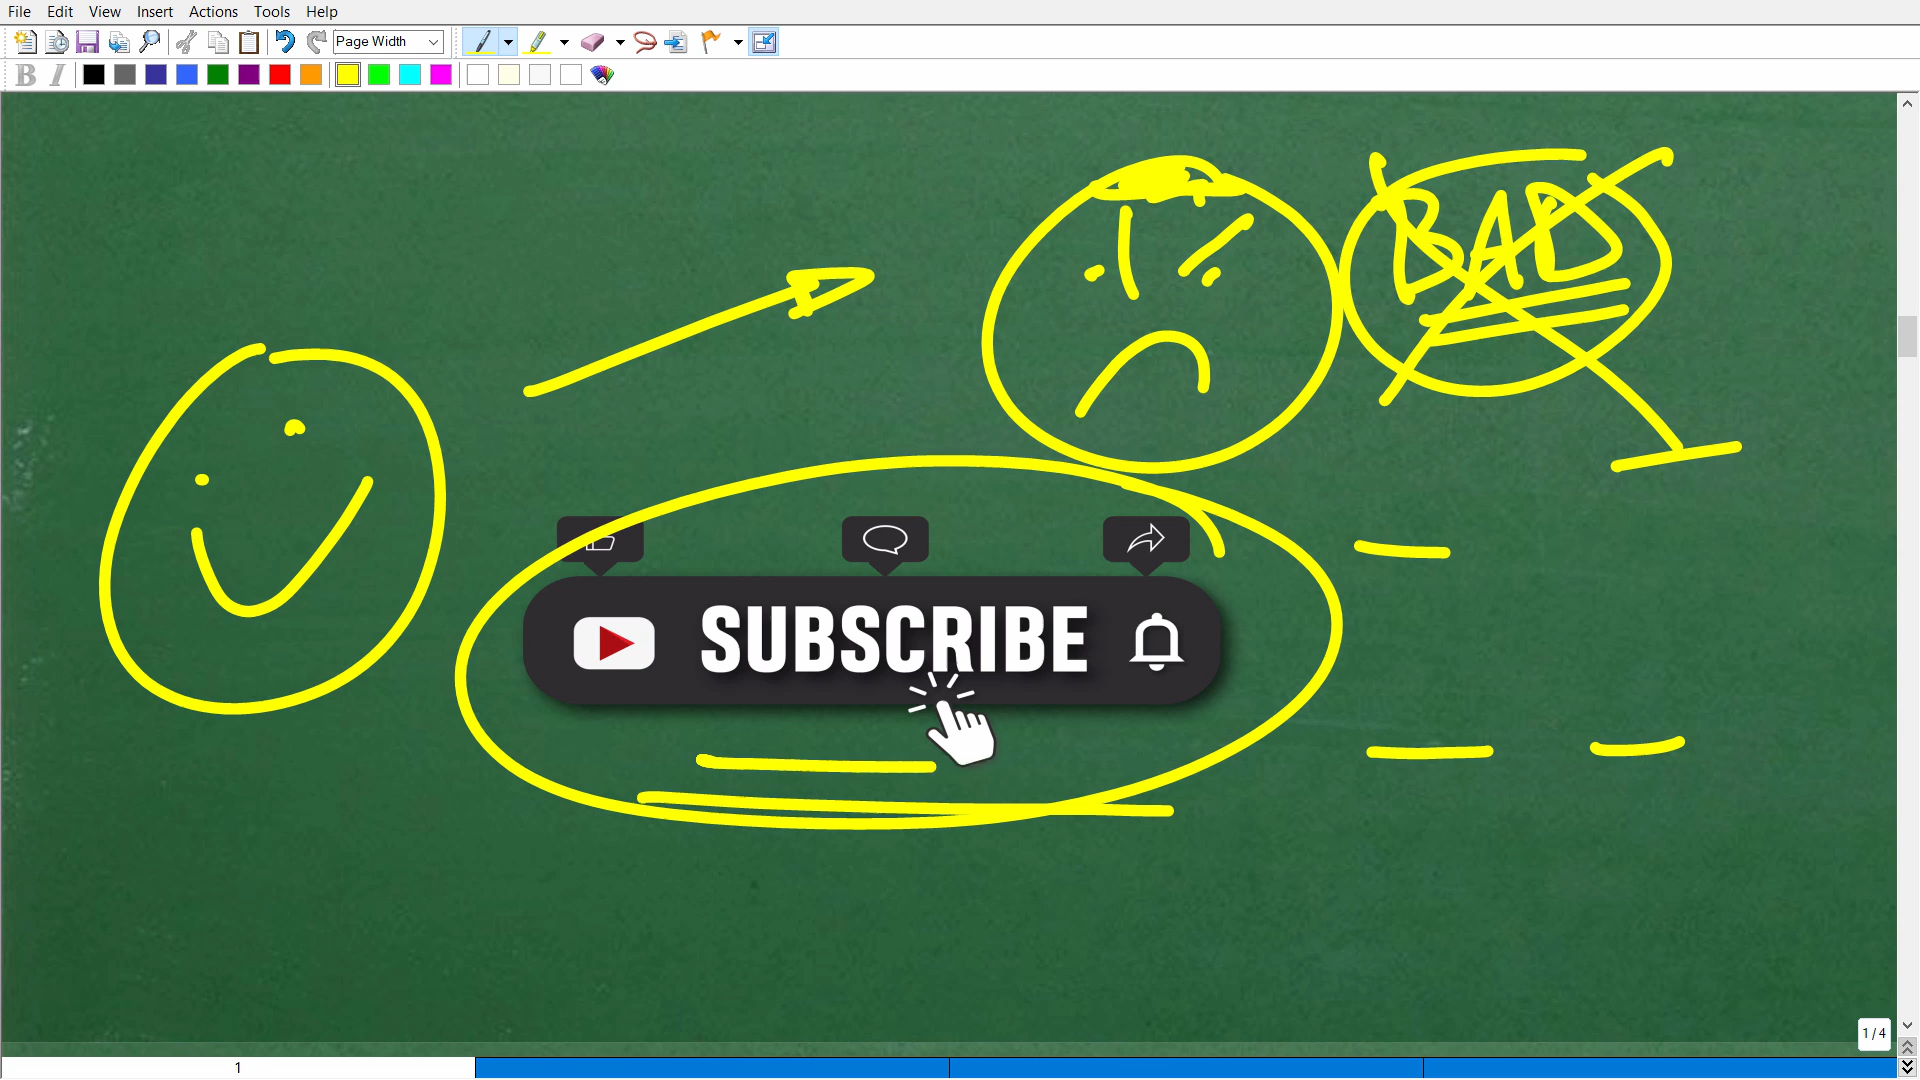 File Edit View Insert Actions Tools Help
Page Width
B I
BAD
SUBSCRIBE
1 / 4
1